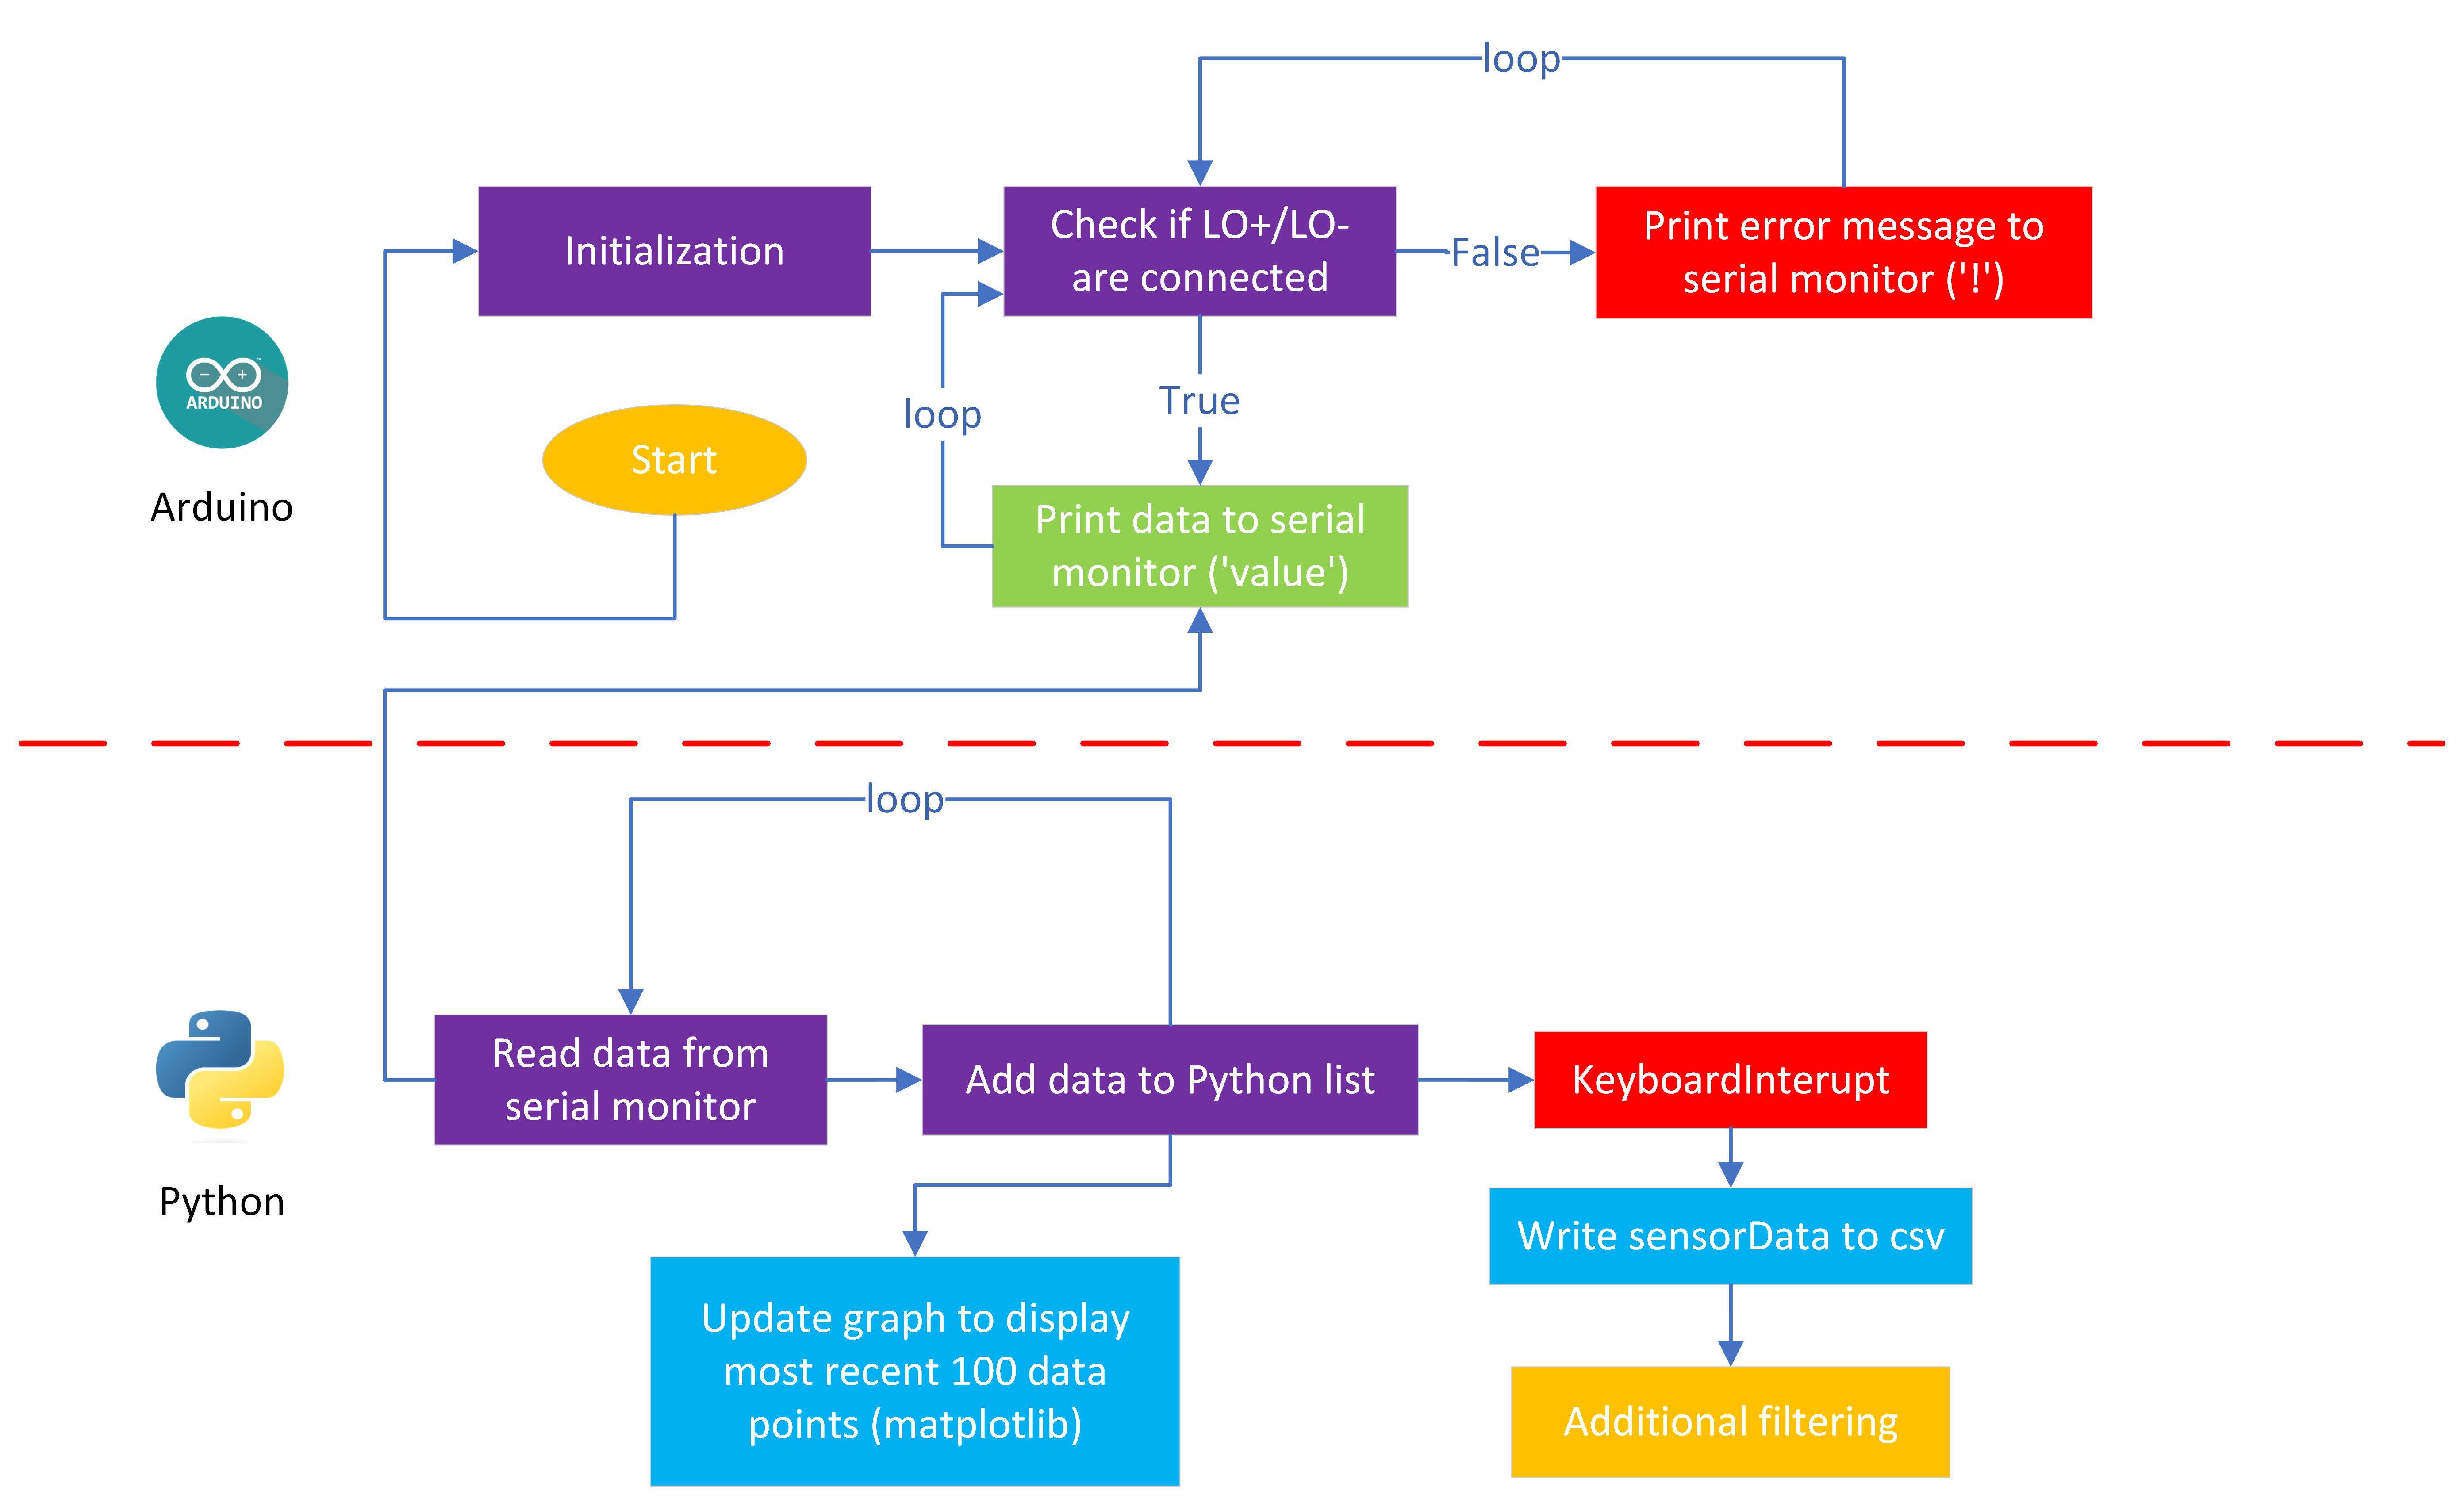 loop
Initialization
Check if LO+/LO-
are connected
False
Print error message to
serial monitor ('!')
ARDUINO
Arduino
Start
loop
True
Print data to serial
monitor ('value')
loop
Read data from
serial monitor
Add data to Python list
KeyboardInterupt
Python
Write sensorData to csv
Update graph to display
most recent 100 data
points (matplotlib)
Additional filtering